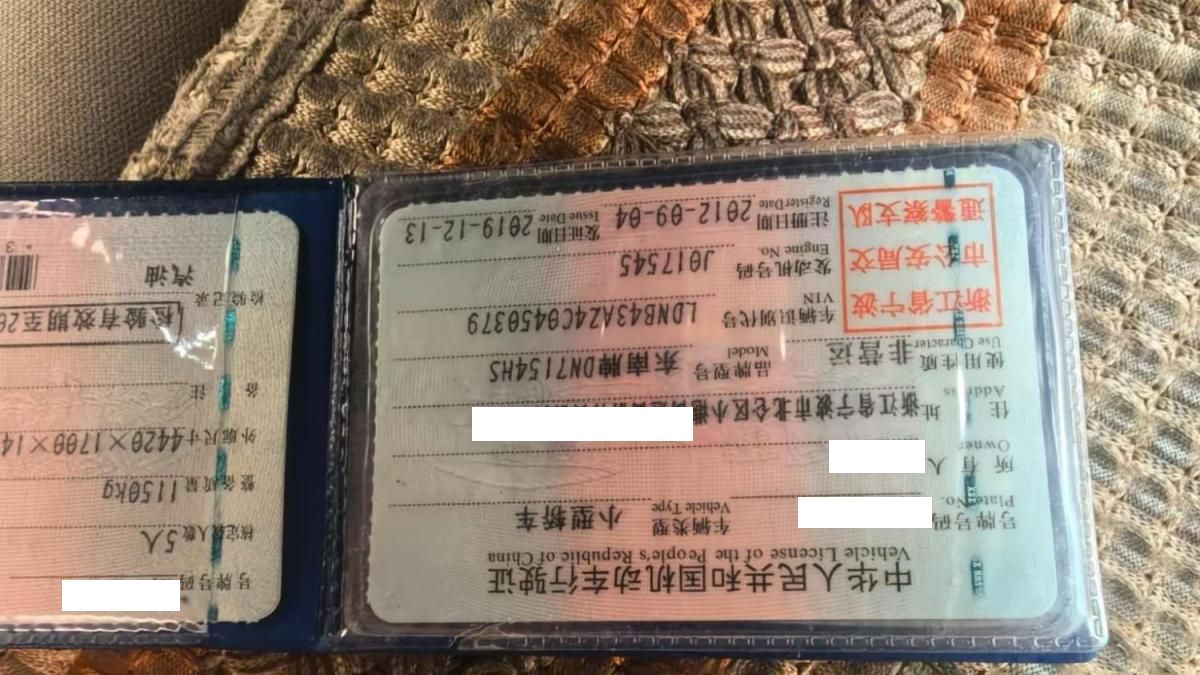 中华人民共和国机动车行驶证
Vehicle License of the People's Republic of China
号牌号码
Plate No.
车辆类型 小型轿车
Vehicle Type
所有人
Owner
住址 浙江省宁波市北仑区小港
Address
使用性质 非营运
Use Character
品牌型号 东南牌DN7154HS
Model
浙江省宁波
市公安局交
通警察支队
车辆识别代号 LDNB43AZ4C0450379
VIN
发动机号码 J017545
Engine No.
注册日期 2012-09-04
Register Date
发证日期 2019-12-13
Issue Date
号牌号码
核定载人数 5人
整备质量 1150kg
外廓尺寸 4420×1700×14
备注
检验有效期至20
检验记录
汽油
*3